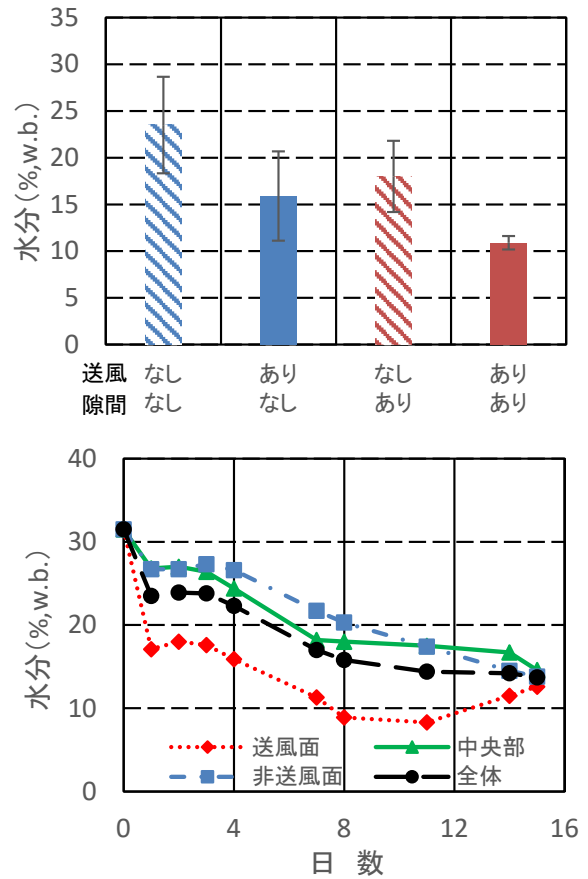 35
30
25
20
15
10
5
0
水分(%,w.b.)
送風 なし あり なし あり
隙間 なし なし あり あり
40
30
20
10
0
水分(%,w.b.)
送風面 中央部
非送風面 全体
0 4 8 12 16
日 数